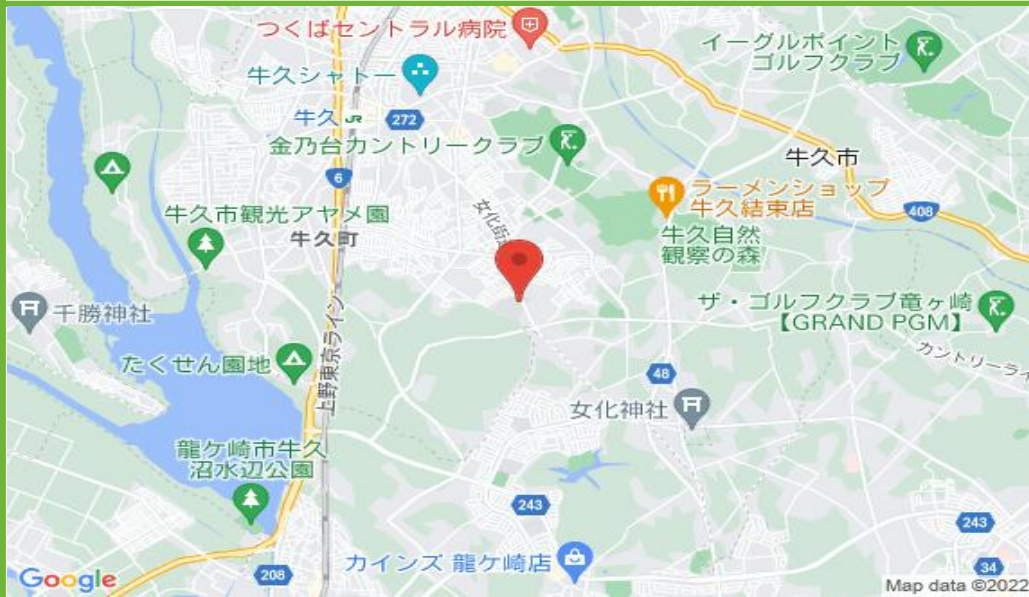 つくばセントラル病院
イーグルポイント
ゴルフクラブ
牛久シャトー
牛久 JR
272
金乃台カントリークラブ
牛久市
6
ラーメンショップ
牛久結束店
408
牛久市観光アヤメ園
牛久町
女化街道
牛久自然
観察の森
千勝神社
ザ・ゴルフクラブ竜ヶ崎
【GRAND PGM】
上野東京ライン
カントリーライ
たくせん園地
48
女化神社
龍ケ崎市牛久
沼水辺公園
243
243
カインズ 龍ケ崎店
208
34
Google
Map data ©2022